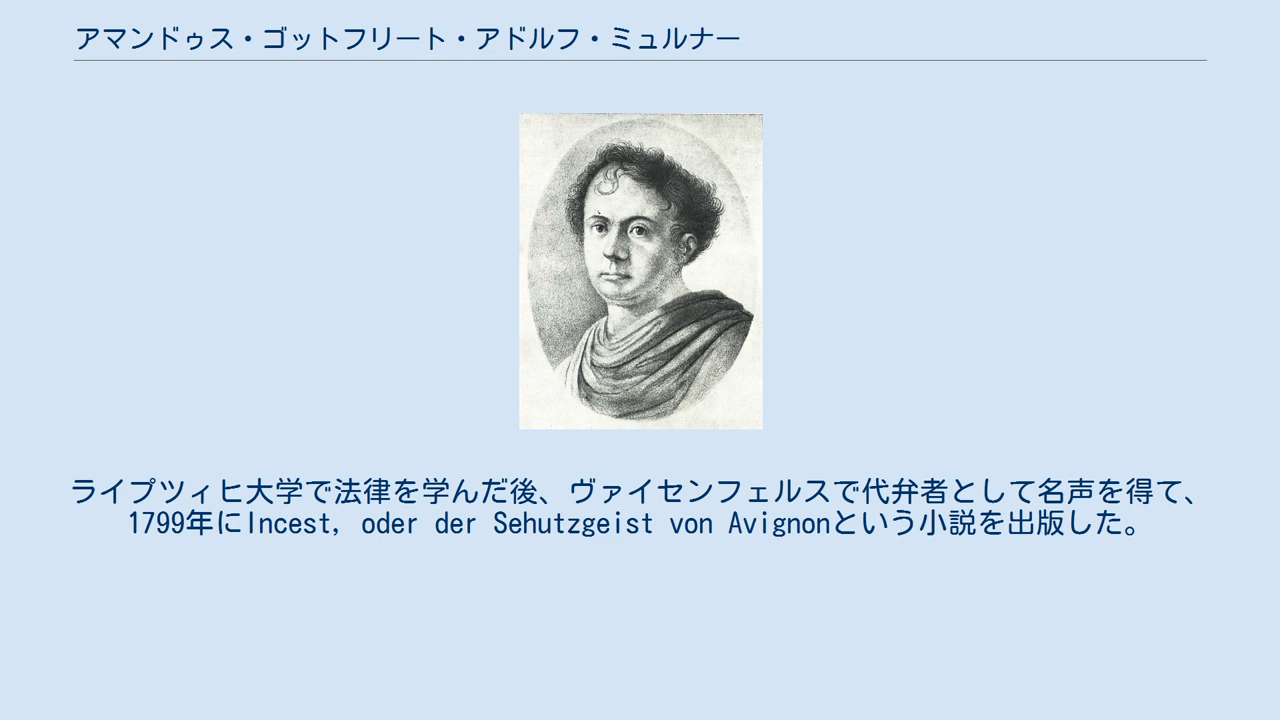 アマンドゥス・ゴットフリート・アドルフ・ミュルナー
ライプツィヒ大学で法律を学んだ後、ヴァイセンフェルスで代弁者として名声を得て、
1799年にIncest, oder der Sehutzgeist von Avignonという小説を出版した。